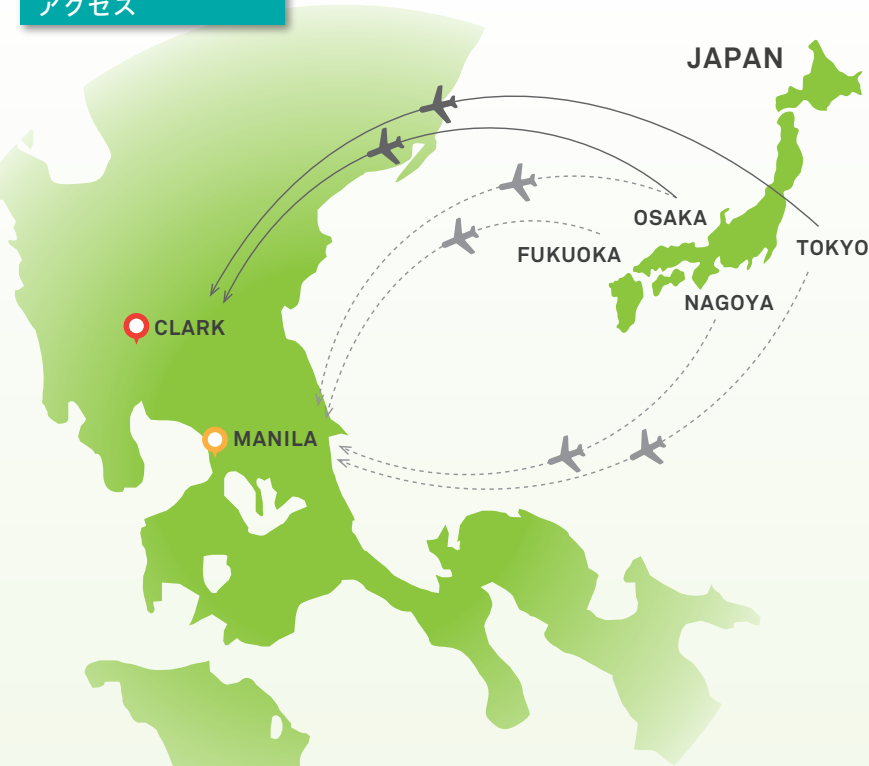 アクセス
JAPAN
OSAKA
FUKUOKA
TOKYO
NAGOYA
CLARK
MANILA